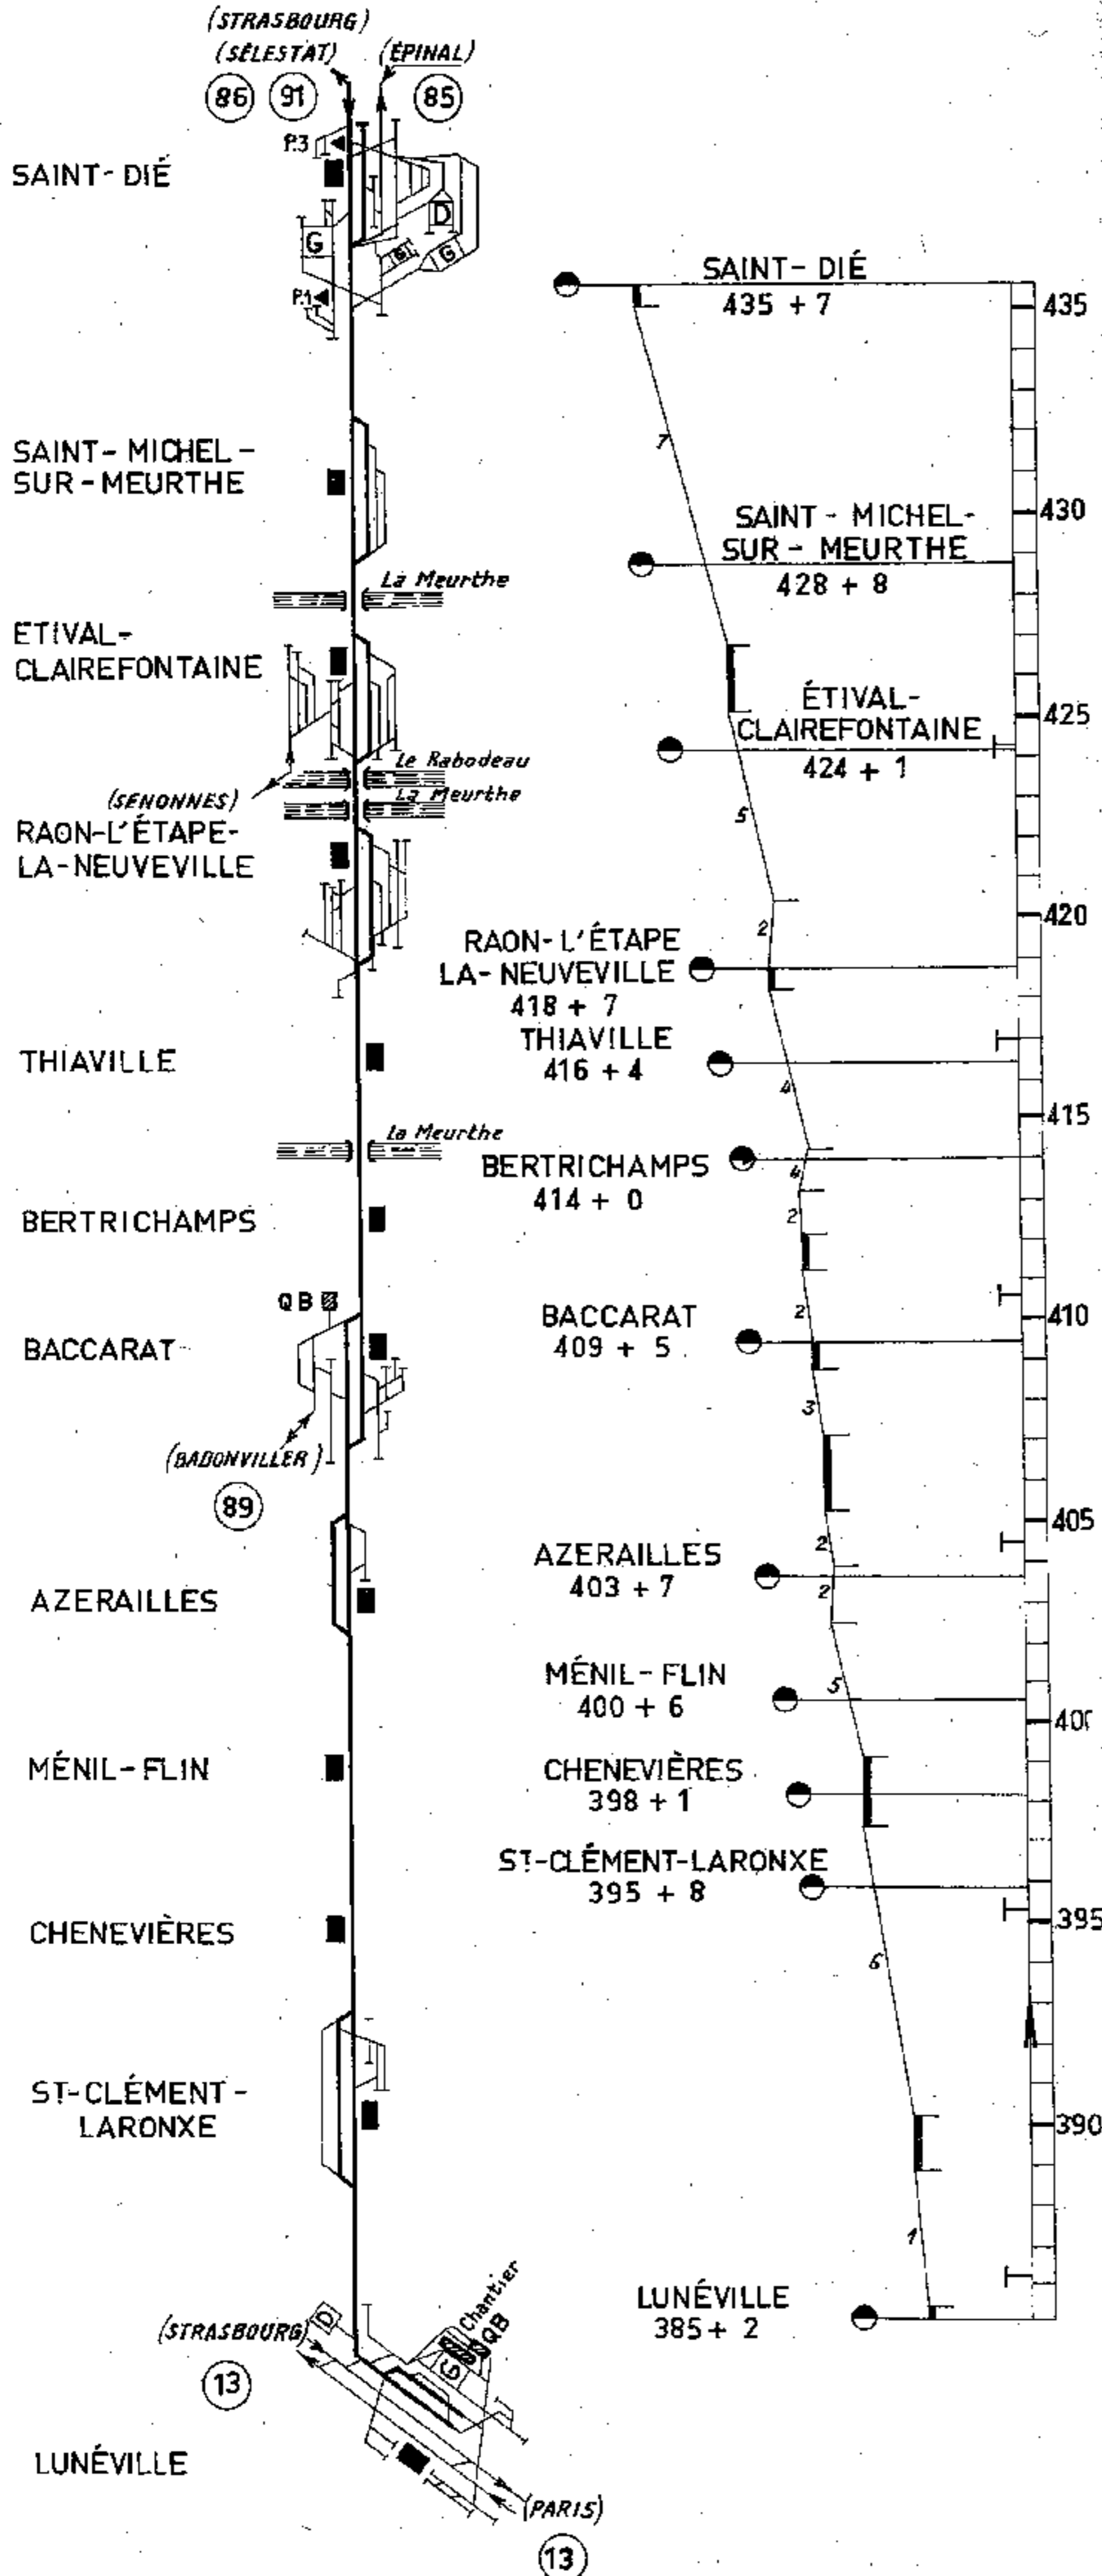 (STRASBOURG)
(SÉLESTAT)
(ÉPINAL)
86
91
85
P.3
SAINT-DIÉ
D
G
G
P.1
SAINT-MICHEL-
SUR-MEURTHE
La Meurthe
ETIVAL-
CLAIREFONTAINE
Le Rabodeau
(SENONNES)
La Meurthe
RAON-L'ÉTAPE-
LA-NEUVEVILLE
THIAVILLE
La Meurthe
BERTRICHAMPS
QB
BACCARAT
(BADONVILLER)
89
AZERAILLES
MÉNIL-FLIN
CHENEVIÈRES
ST-CLÉMENT-
LARONXE
(STRASBOURG)
D
Chantier
QB
G
13
LUNÉVILLE
(PARIS)
13
SAINT-DIÉ
435 + 7
435
7
430
SAINT-MICHEL-
SUR-MEURTHE
428 + 8
425
ÉTIVAL-
CLAIREFONTAINE
424 + 1
5
420
2
RAON-L'ÉTAPE
LA-NEUVEVILLE
418 + 7
THIAVILLE
416 + 4
4
415
BERTRICHAMPS
414 + 0
4
2
410
2
BACCARAT
409 + 5
3
405
2
AZERAILLES
403 + 7
2
MÉNIL-FLIN
400 + 6
5
400
CHENEVIÈRES
398 + 1
ST-CLÉMENT-LARONXE
395 + 8
395
6
390
1
LUNÉVILLE
385 + 2